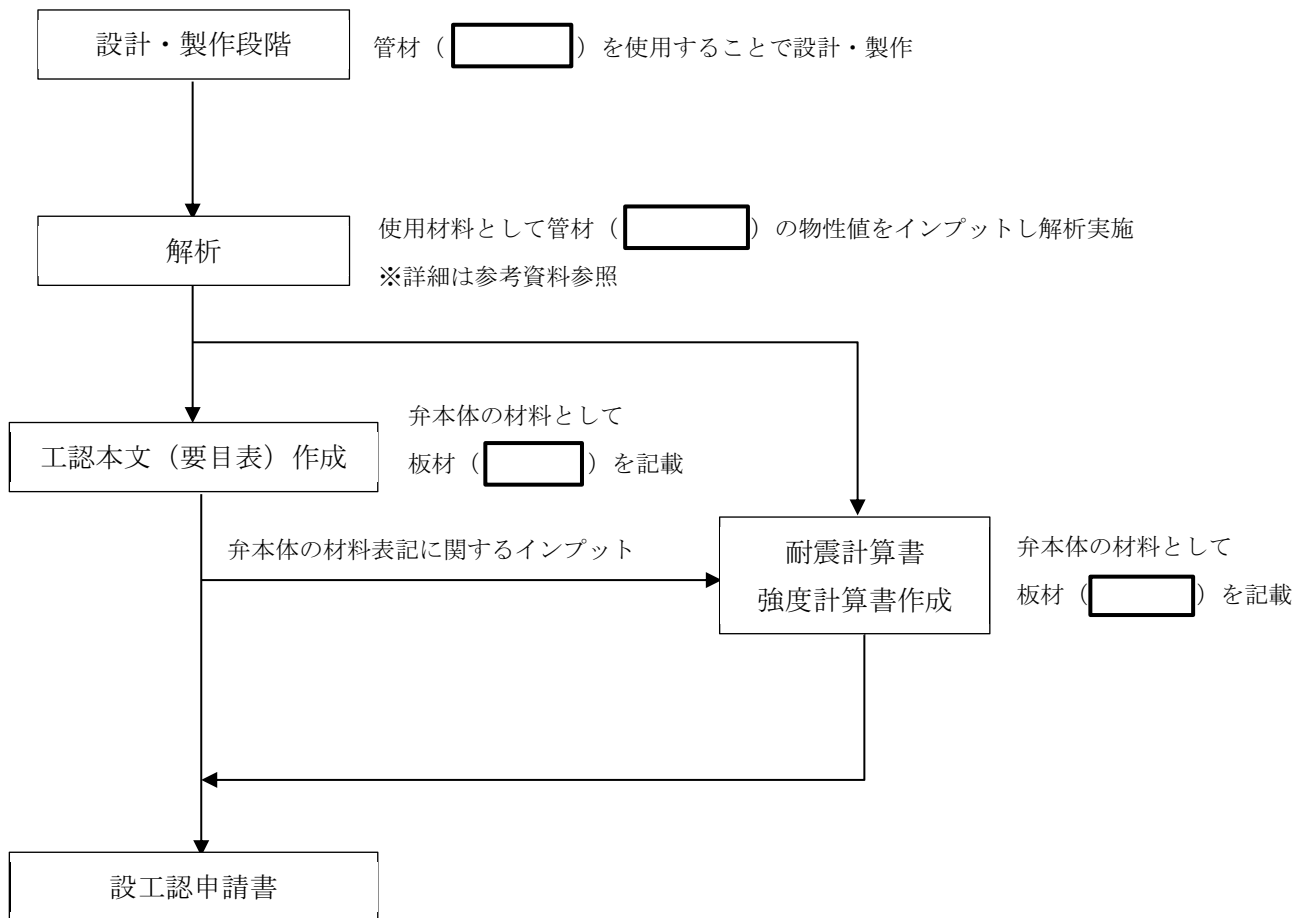 設計・製作段階
管材（　　　）を使用することで設計・製作
解析
使用材料として管材（　　　）の物性値をインプットし解析実施
※詳細は参考資料参照
工認本文（要目表）作成
弁本体の材料として
板材（　　　）を記載
弁本体の材料表記に関するインプット
耐震計算書
強度計算書作成
弁本体の材料として
板材（　　　）を記載
設工認申請書